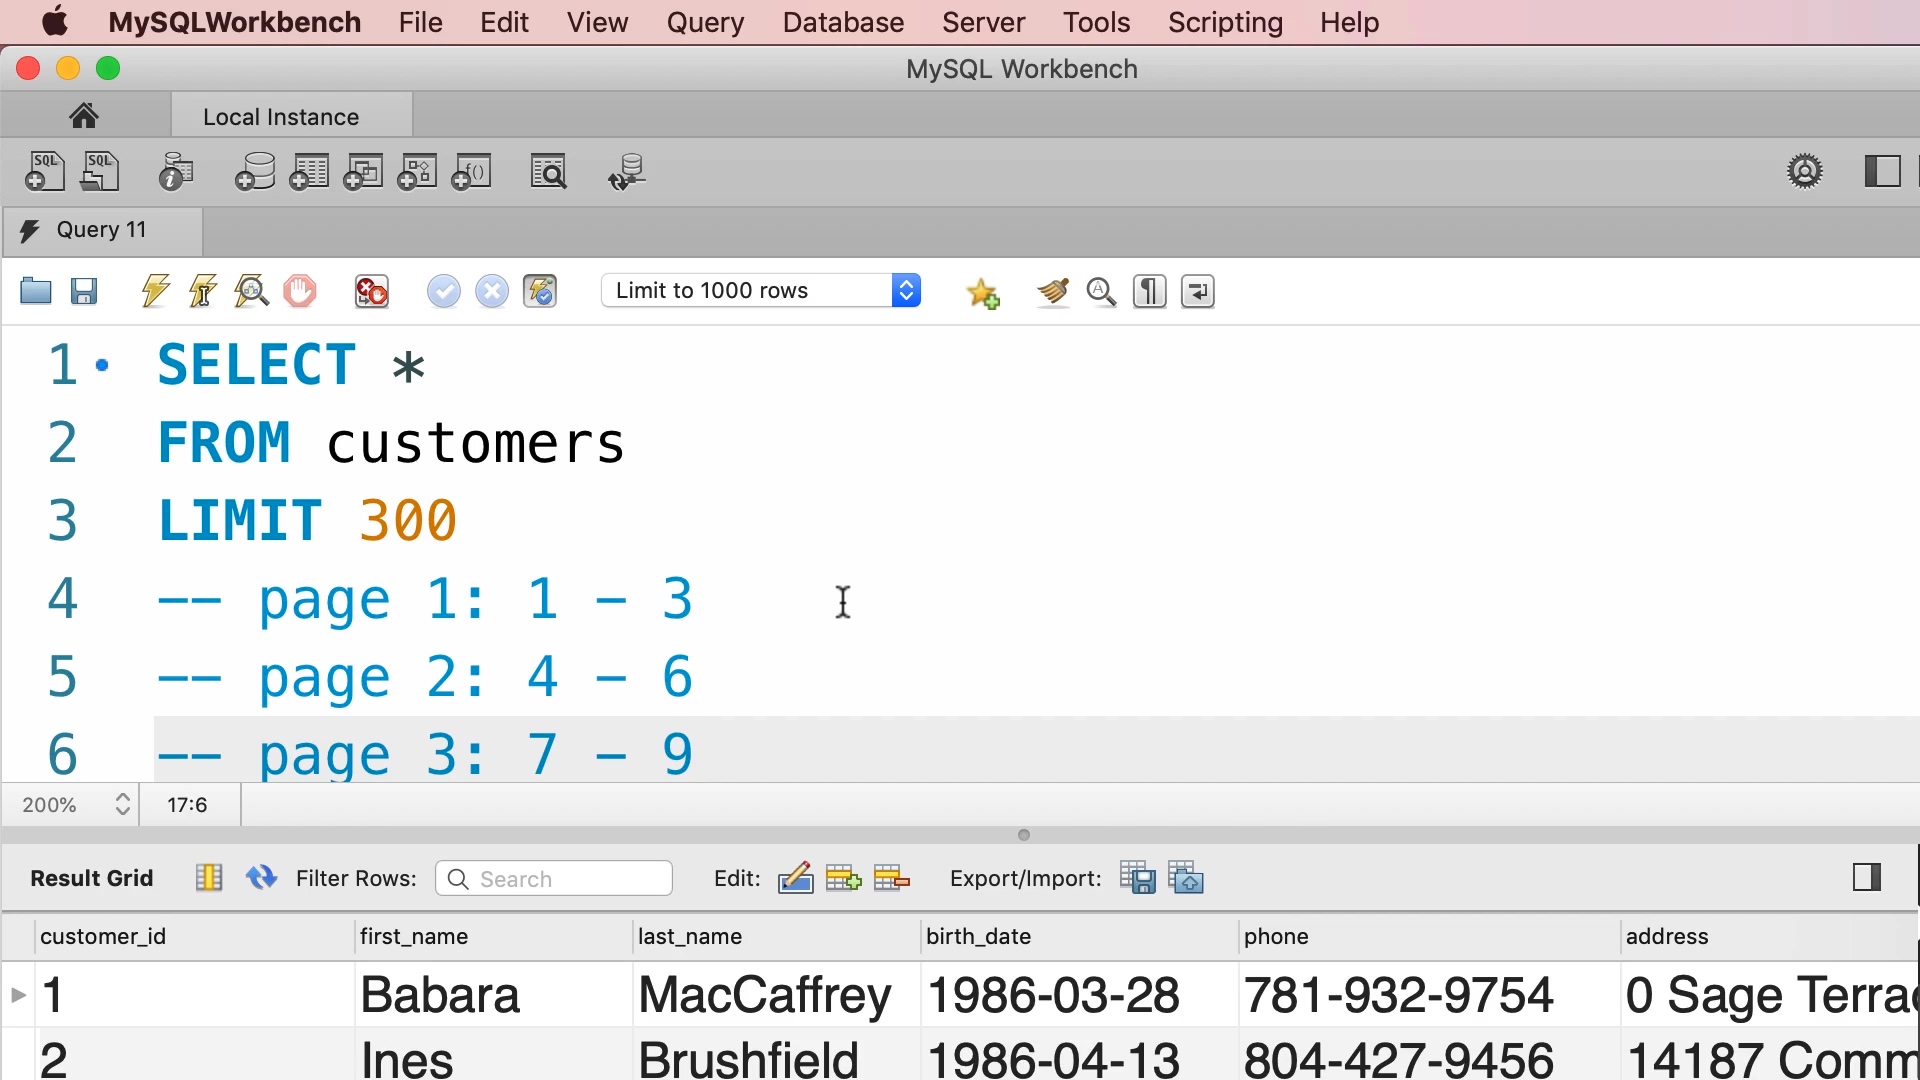 MySQLWorkbench File Edit View Query Database Server Tools Scripting Help
MySQL Workbench
Local Instance
SQL SQL
Query 11
Limit to 1000 rows
1 SELECT *
2 FROM customers
3 LIMIT 300
4 -- page 1: 1 - 3
5 -- page 2: 4 - 6
6 -- page 3: 7 - 9
200% 17:6
Result Grid Filter Rows: Search Edit: Export/Import:
customer_id first_name last_name birth_date phone address
1 Babara MacCaffrey 1986-03-28 781-932-9754 0 Sage Terrac
2 Ines Brushfield 1986-04-13 804-427-9456 14187 Comm